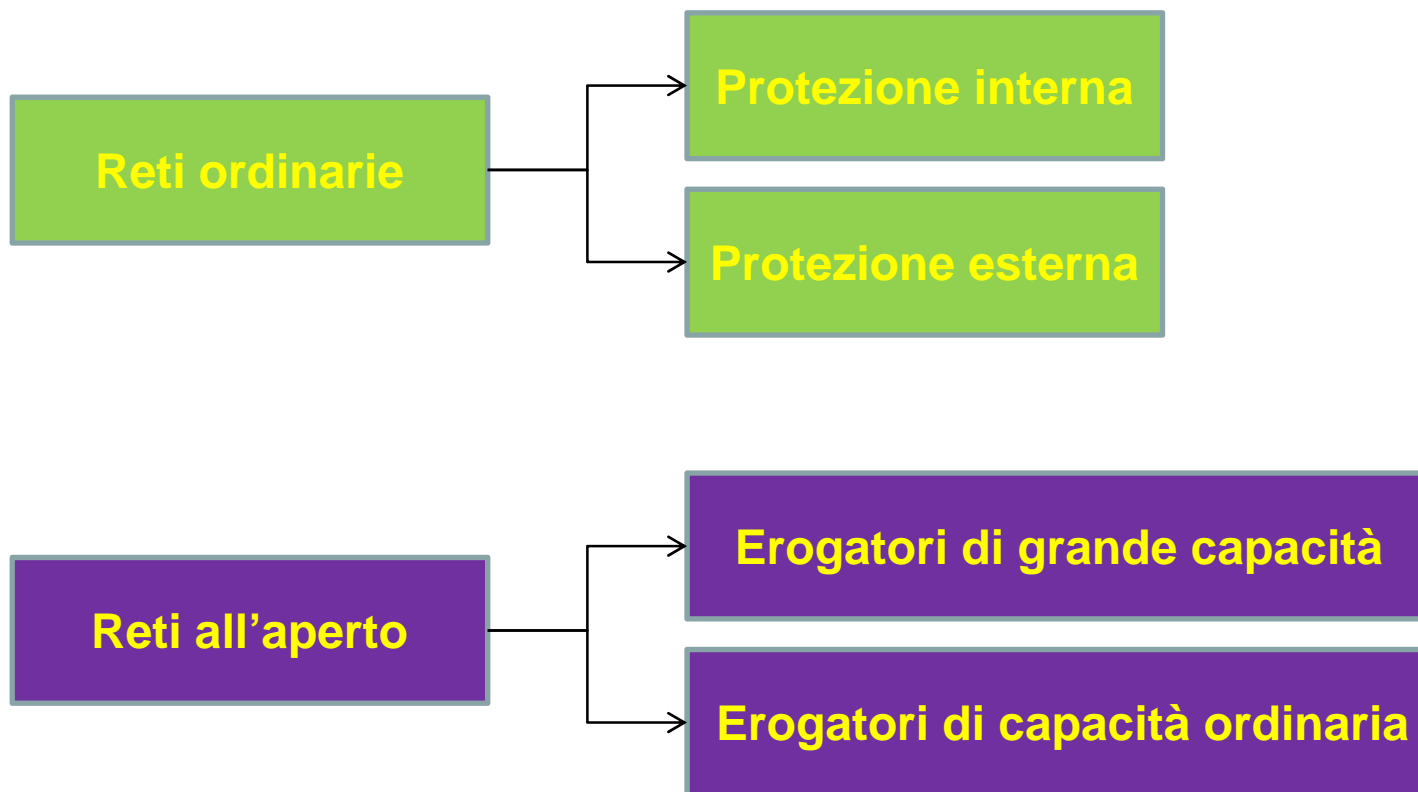 Protezione interna
Reti ordinarie
Protezione esterna
Erogatori di grande capacità
Reti all’aperto
Erogatori di capacità ordinaria